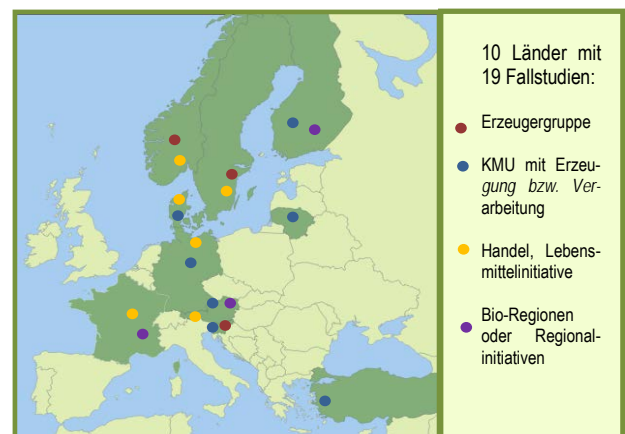 10 Länder mit
19 Fallstudien:
Erzeugergruppe
KMU mit Erzeu-
gung bzw. Ver-
arbeitung
Handel, Lebens-
mittelinitiative
Bio-Regionen
oder Regional-
initiativen